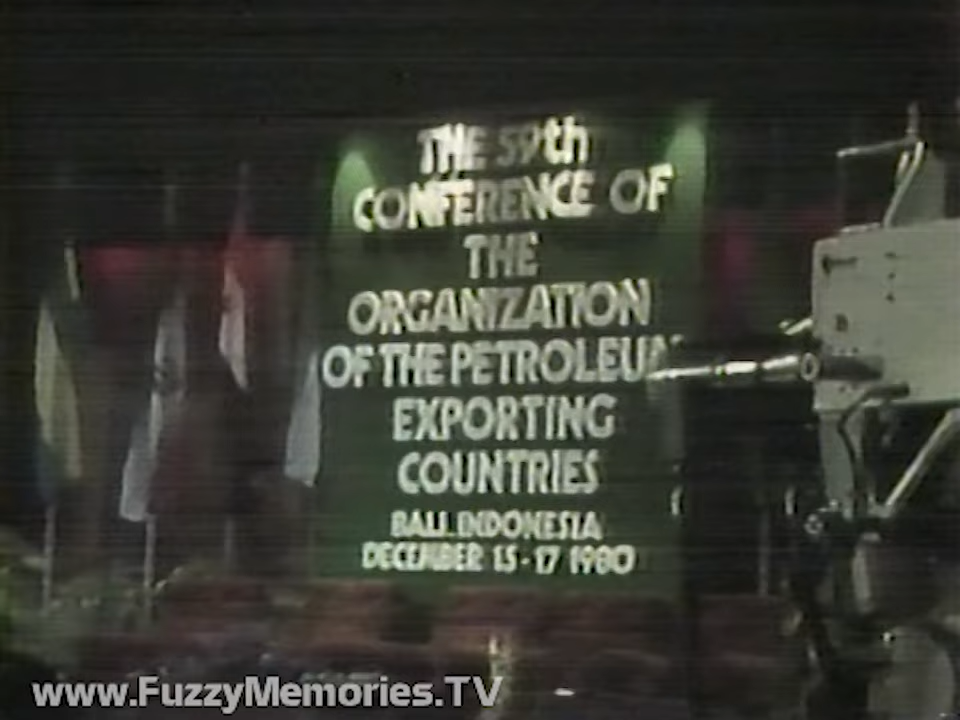 THE 59th
CONFERENCE OF
THE
ORGANIZATION
OF THE PETROLEUM
EXPORTING
COUNTRIES
BALI, INDONESIA
DECEMBER 15-17 1980
www.FuzzyMemories.TV